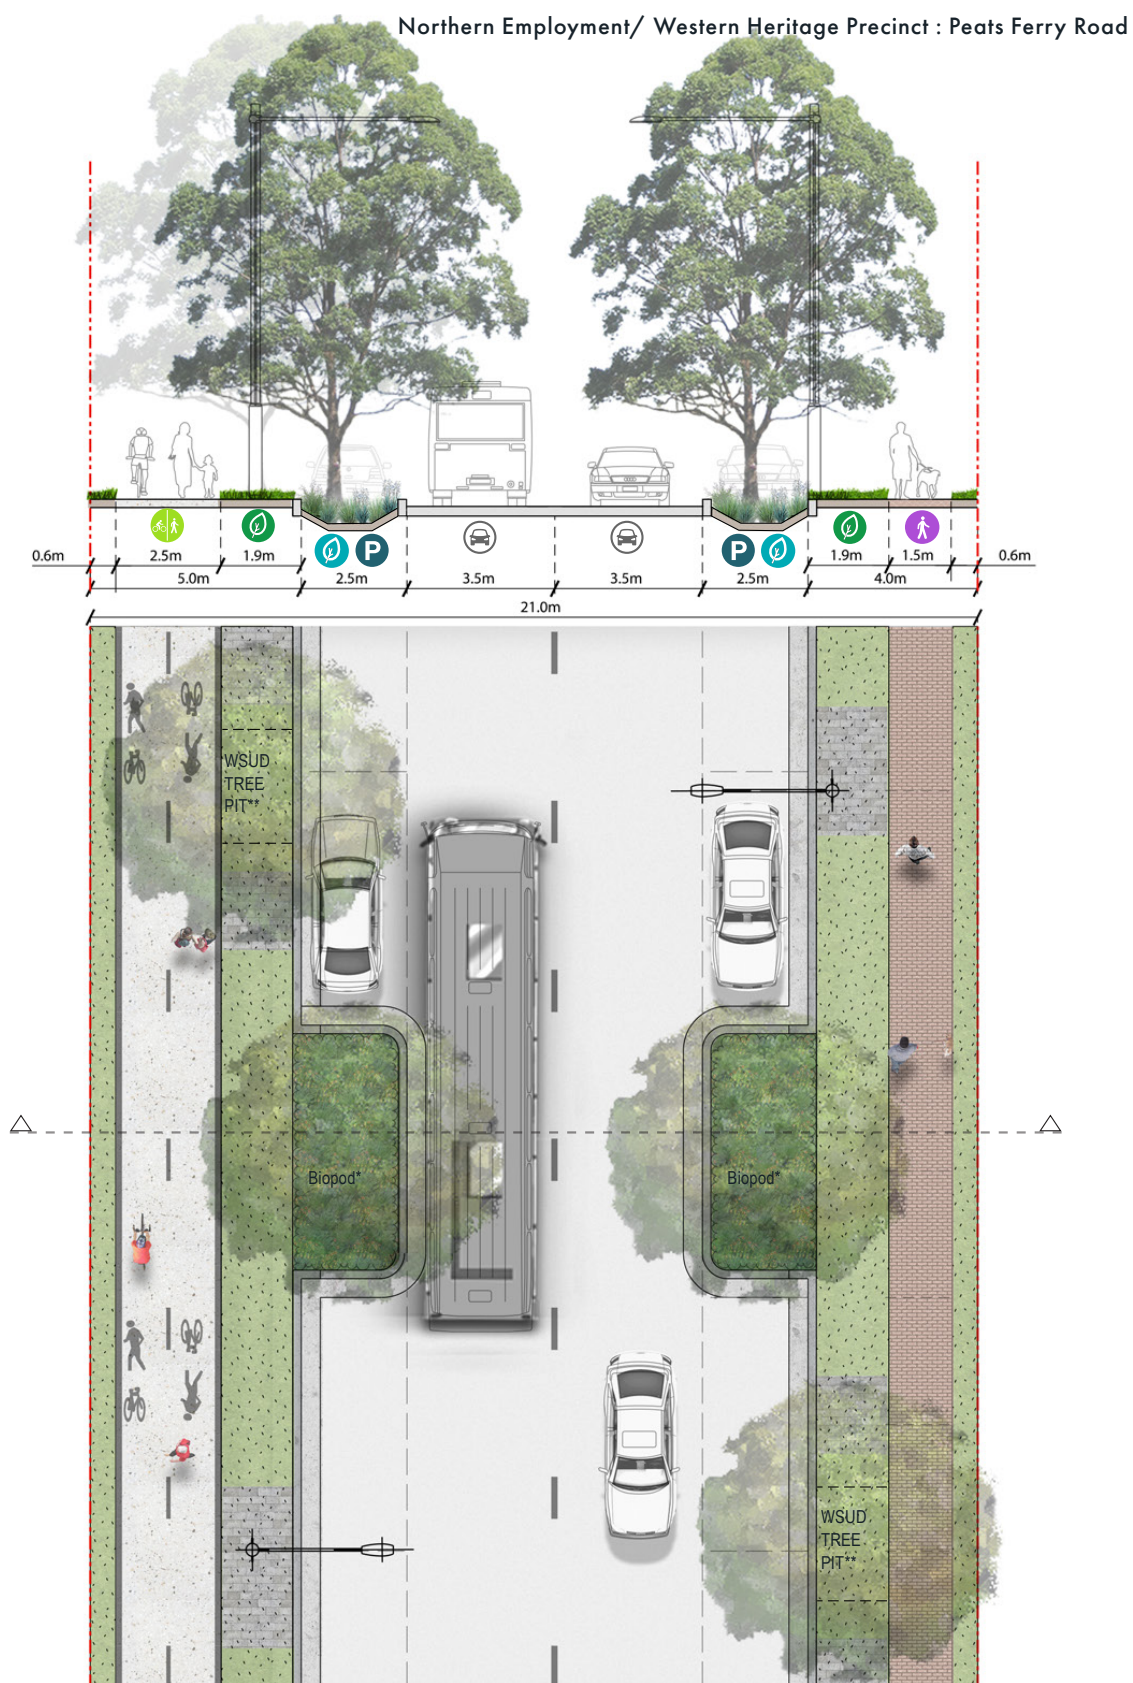 Northern Employment/ Western Heritage Precinct : Peats Ferry Road
P
P
0.6m
2.5m
1.9m
1.9m
1.5m
0.6m
5.0m
2.5m
3.5m
3.5m
2.5m
4.0m
21.0m
WSUD
TREE
PIT**
Biopod*
Biopod*
WSUD
TREE
PIT**